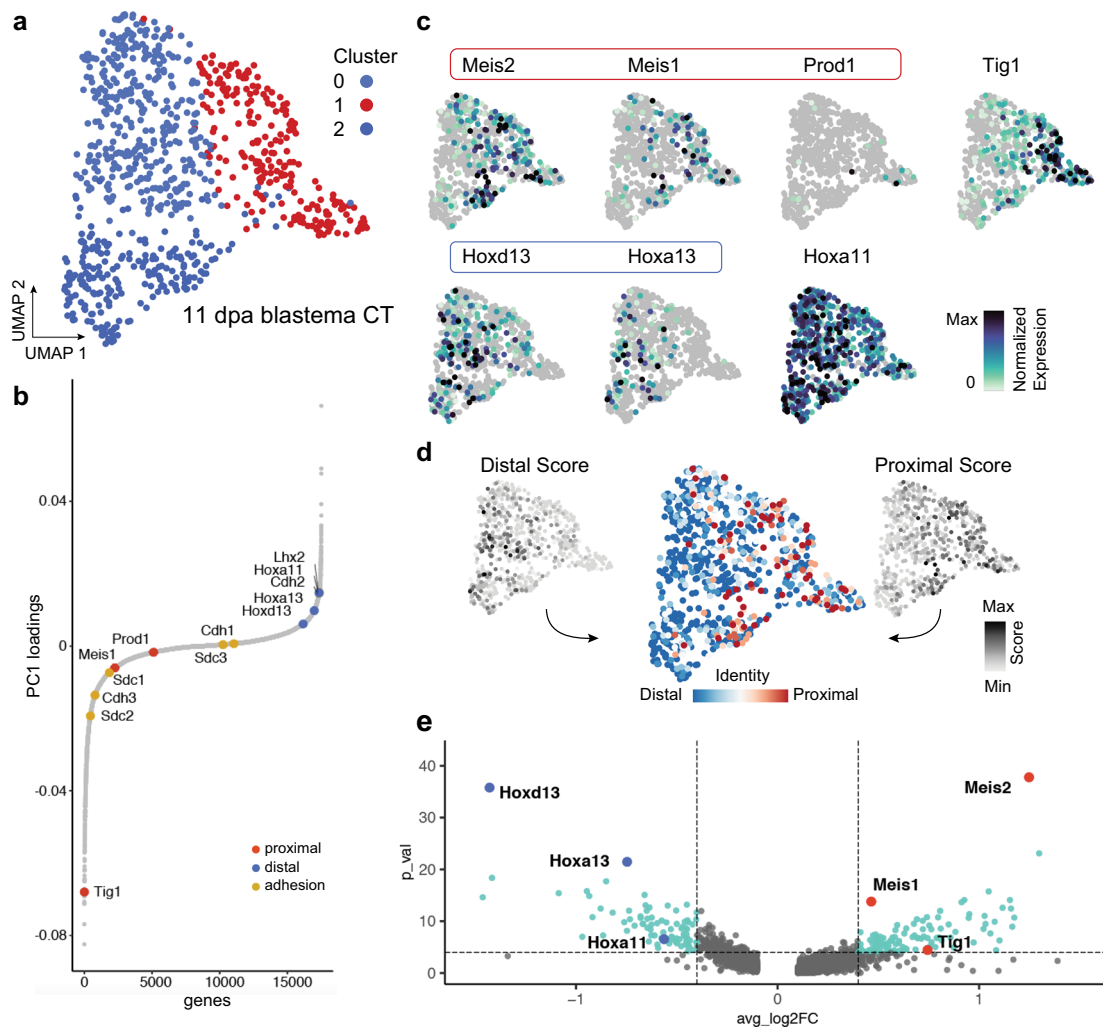 a
Cluster
0
1
2
UMAP 2
UMAP 1
11 dpa blastema CT
b
0.04
0
-0.04
-0.08
PC1 loadings
Lhx2
Hoxa11
Cdh2
Hoxa13
Hoxd13
Cdh1
Prod1
Sdc3
Meis1
Sdc1
Cdh3
Sdc2
Tig1
proximal
distal
adhesion
0 5000 10000 15000
genes
c
Meis2 Meis1 Prod1 Tig1
Hoxd13 Hoxa13 Hoxa11
Max
0
Normalized
Expression
d
Distal Score
Proximal Score
Identity
Distal Proximal
Max
Min
Score
e
40
30
20
10
0
p_val
Hoxd13
Meis2
Hoxa13
Meis1
Hoxa11
Tig1
−1 0 1
avg_log2FC